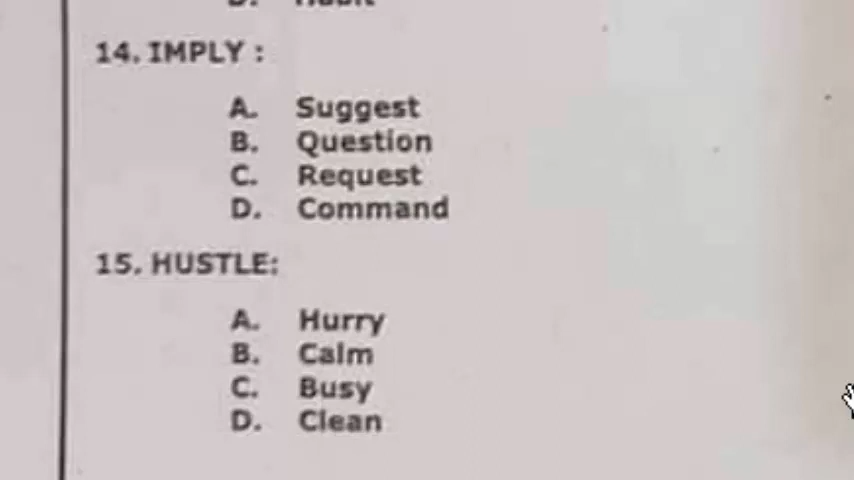 14. IMPLY :
A. Suggest
B. Question
C. Request
D. Command
15. HUSTLE:
A. Hurry
B. Calm
C. Busy
D. Clean